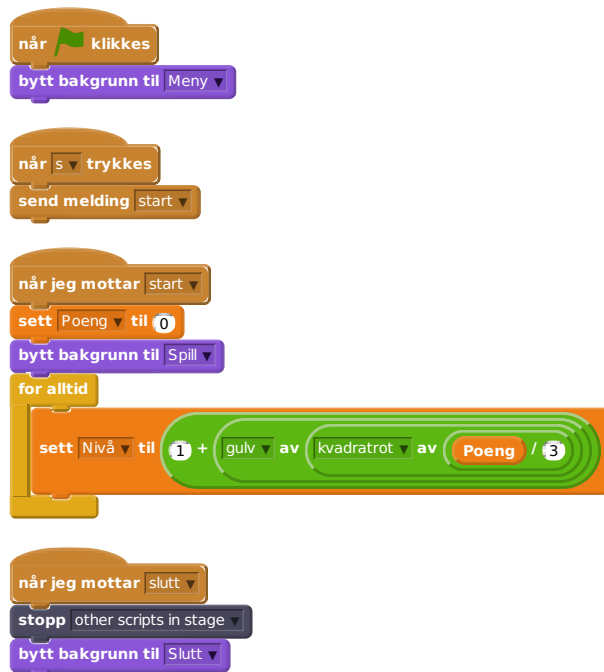 når klikkes
bytt bakgrunn til Meny
når s trykkes
send melding start
når jeg mottar start
sett Poeng til 0
bytt bakgrunn til Spill
for alltid
sett Nivå til 1 + gulv av kvadratrot av Poeng / 3
når jeg mottar slutt
stopp other scripts in stage
bytt bakgrunn til Slutt